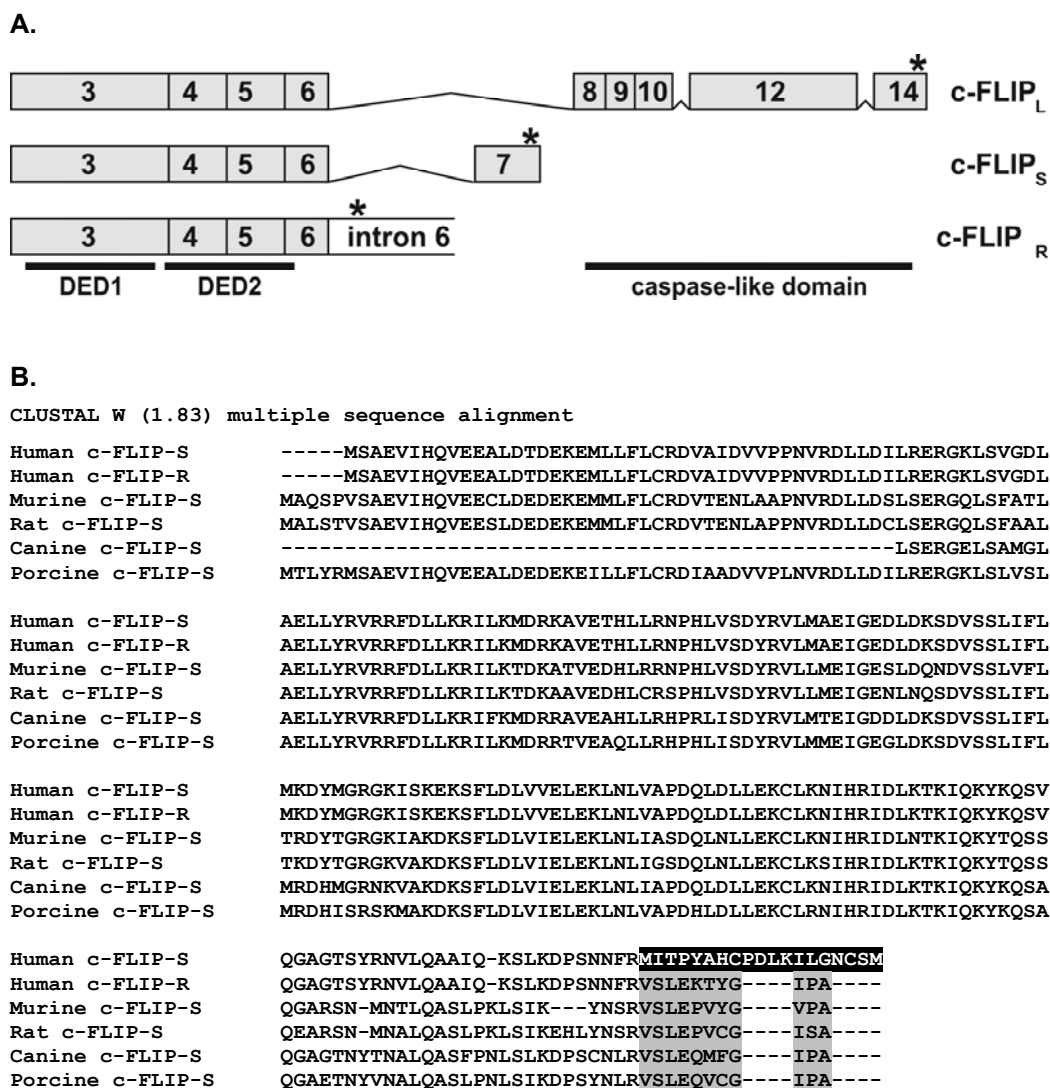 A.
3 4 5 6 8 9 10 12 14 * c-FLIP L
3 4 5 6 7 * c-FLIP S
3 4 5 6 * intron 6 c-FLIP R
DED1 DED2 caspase-like domain
B.
CLUSTAL W (1.83) multiple sequence alignment
Human c-FLIP-S -----MSAEVIHQVEEALDTDEKEMLLFLCRDVAIDVVPPNVRDLLDILRERGKLSVGDL
Human c-FLIP-R -----MSAEVIHQVEEALDTDEKEMLLFLCRDVAIDVVPPNVRDLLDILRERGKLSVGDL
Murine c-FLIP-S MAQSPVSAEVIHQVEECLDEDEKEMMLFLCRDVTENLAAPNVRDLLDSLSERGQLSFATL
Rat c-FLIP-S MALSTVSAEVIHQVEESLDEDEKEMMLFLCRDVTENLAPPNVRDLLDCLSERGQLSFAAL
Canine c-FLIP-S ------------------------------------------------LSERGELSAMGL
Porcine c-FLIP-S MTLYRMSAEVIHQVEEALDEDEKEILLFLCRDIAADVVPLNVRDLLDILRERGKLSLVSL
Human c-FLIP-S AELLYRVRRFDLLKRILKMDRKAVETHLLRNPHLVSDYRVLMAEIGEDLDKSDVSSLIFL
Human c-FLIP-R AELLYRVRRFDLLKRILKMDRKAVETHLLRNPHLVSDYRVLMAEIGEDLDKSDVSSLIFL
Murine c-FLIP-S AELLYRVRRFDLLKRILKTDKATVEDHLRRNPHLVSDYRVLLMEIGESLDQNDVSSLVFL
Rat c-FLIP-S AELLYRVRRFDLLKRILKTDKAAVEDHLCRSPHLVSDYRVLLMEIGENLNQSDVSSLIFL
Canine c-FLIP-S AELLYRVRRFDLLKRIFKMDRRAVEAHLLRHPRLISDYRVLMTEIGDDLDKSDVSSLIFL
Porcine c-FLIP-S AELLYRVRRFDLLKRILKMDRRTVEAQLLRHPHLISDYRVLMMEIGEGLDKSDVSSLIFL
Human c-FLIP-S MKDYMGRGKISKEKSFLDLVVELEKLNLVAPDQLDLLEKCLKNIHRIDLKTKIQKYKQSV
Human c-FLIP-R MKDYMGRGKISKEKSFLDLVVELEKLNLVAPDQLDLLEKCLKNIHRIDLKTKIQKYKQSV
Murine c-FLIP-S TRDYTGRGKIAKDKSFLDLVIELEKLNLIASDQLNLLEKCLKNIHRIDLNTKIQKYTQSS
Rat c-FLIP-S TKDYTGRGKVAKDKSFLDLVIELEKLNLIGSDQLNLLEKCLKSIHRIDLKTKIQKYTQSS
Canine c-FLIP-S MRDHMGRNKVAKDKSFLDLVIELEKLNLIAPDQLDLLEKCLKNIHRIDLKTKIQKYKQSA
Porcine c-FLIP-S MRDHISRSKMAKDKSFLDLVIELEKLNLVAPDHLDLLEKCLRNIHRIDLKTKIQKYKQSA
Human c-FLIP-S QGAGTSYRNVLQAAIQ-KSLKDPSNNFRMITPYAHCPDLKILGNCSM
Human c-FLIP-R QGAGTSYRNVLQAAIQ-KSLKDPSNNFRVSLEKTYG----IPA----
Murine c-FLIP-S QGARSN-MNTLQASLPKLSIK---YNSRVSLEPVYG----VPA----
Rat c-FLIP-S QEARSN-MNALQASLPKLSIKEHLYNSRVSLEPVCG----ISA----
Canine c-FLIP-S QGAGTNYTNALQASFPNLSLKDPSCNLRVSLEQMFG----IPA----
Porcine c-FLIP-S QGAETNYVNALQASLPNLSLKDPSYNLRVSLEQVCG----IPA----